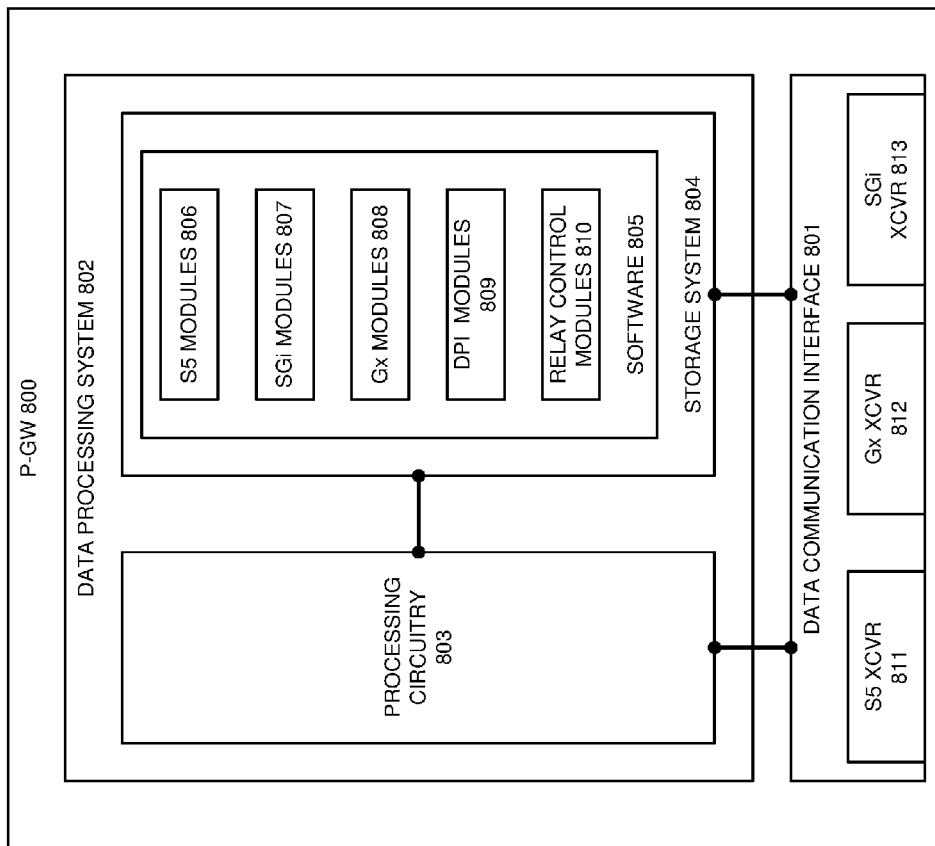 P-GW 800
DATA PROCESSING SYSTEM 802
PROCESSING
CIRCUITRY
803
S5 MODULES 806
SGi MODULES 807
Gx MODULES 808
DPI MODULES
809
RELAY CONTROL
MODULES 810
SOFTWARE 805
STORAGE SYSTEM 804
DATA COMMUNICATION INTERFACE 801
S5 XCVR
811
Gx XCVR
812
SGi
XCVR 813